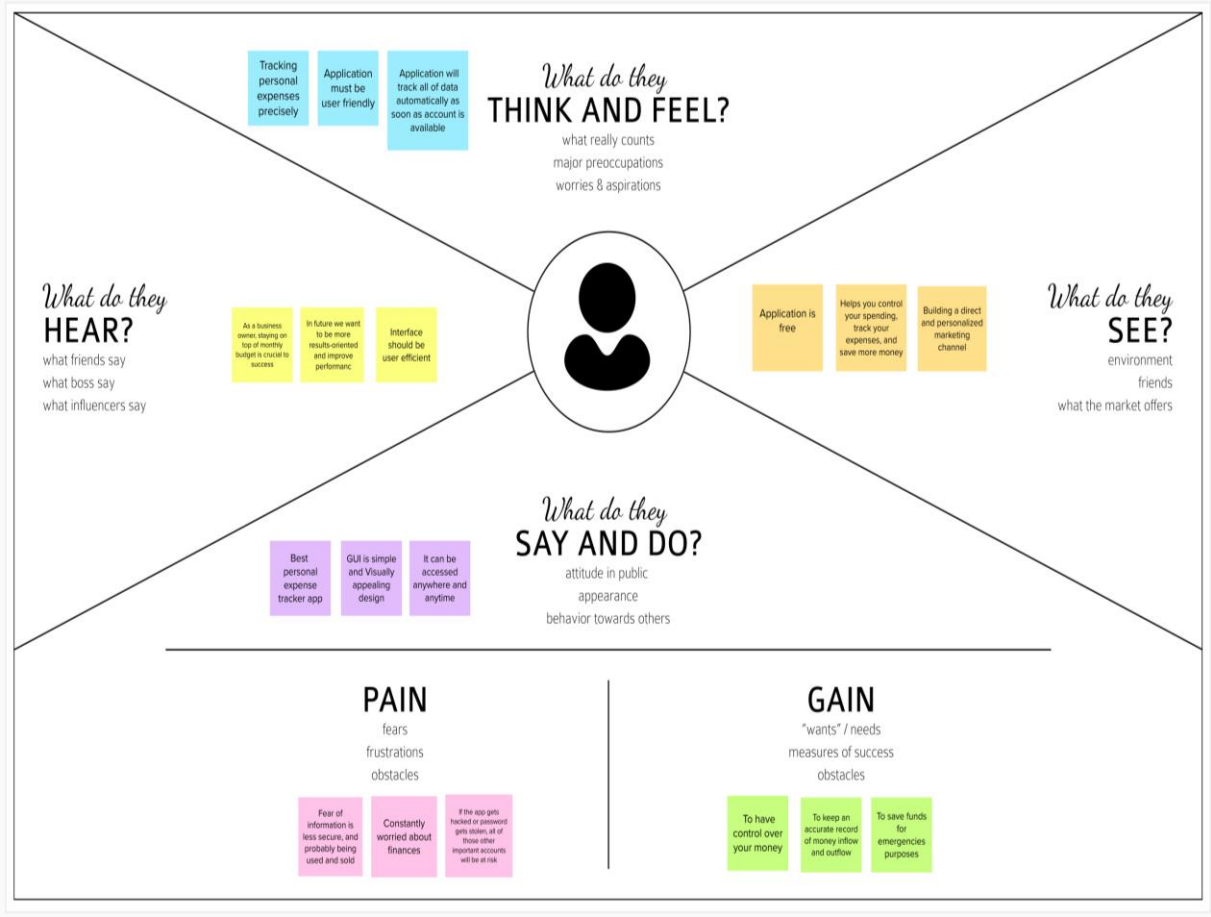 Tracking
personal
expenses
precisely
Application
must be
user friendly
Application will
track all of data
automatically as
soon as account is
available
What do they
THINK AND FEEL?
what really counts
major preoccupations
worries & aspirations
What do they
HEAR?
what friends say
what boss say
what influencers say
As a business
owner, staying on
top of monthly
budget is crucial to
success
In future we want
to be more
results-oriented
and improve
performanc
Interface
should be
user efficient
Application is
free
Helps you control
your spending,
track your
expenses, and
save more money
Building a direct
and personalized
marketing
channel
What do they
SEE?
environment
friends
what the market offers
What do they
SAY AND DO?
attitude in public
appearance
behavior towards others
Best
personal
expense
tracker app
GUI is simple
and Visually
appealing
design
It can be
accessed
anywhere and
anytime
PAIN
fears
frustrations
obstacles
Fear of
information is
less secure, and
probably being
used and sold
Constantly
worried about
finances
If the app gets
hacked or password
gets stolen, all of
those other
important accounts
will be at risk
GAIN
"wants" / needs
measures of success
obstacles
To have
control over
your money
To keep an
accurate record
of money inflow
and outflow
To save funds
for
emergencies
purposes